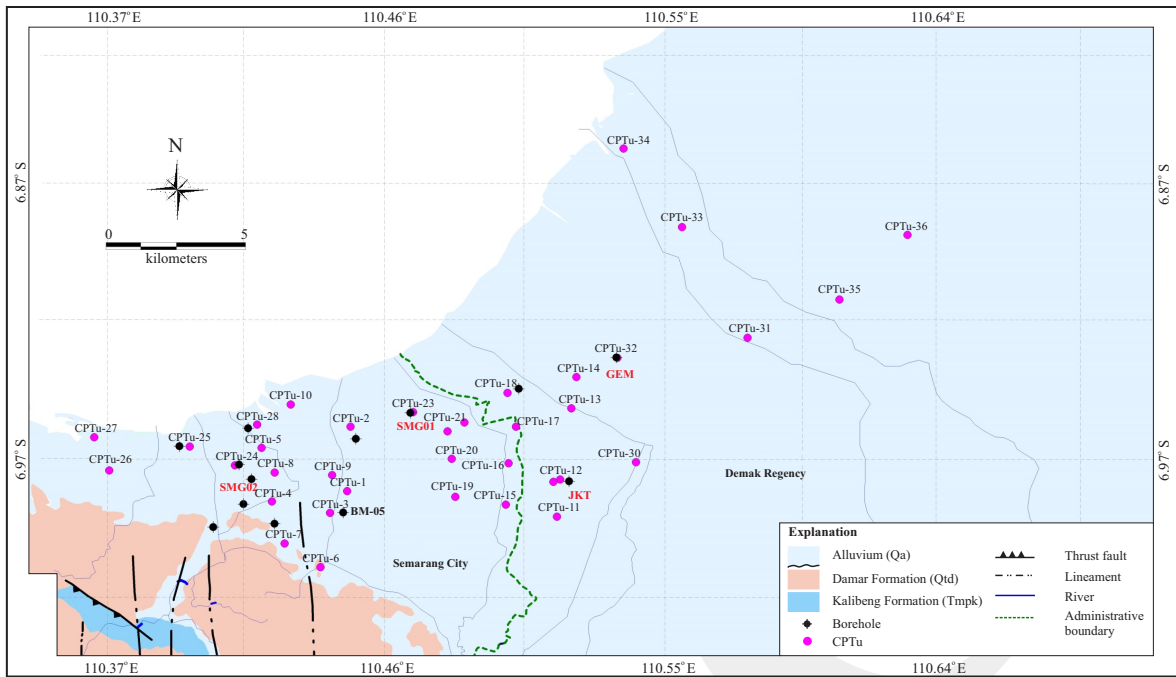 110.37°E
110.46°E
110.55°E
110.64°E
CPTu-34
6.87° S
6.87° S
N
CPTu-33
CPTu-36
0
5
kilometers
CPTu-35
CPTu-31
CPTu-32
GEM
CPTu-14
CPTu-18
CPTu-10
CPTu-23
CPTu-13
CPTu-28
CPTu-2
SMG01
CPTu-21
CPTu-17
CPTu-27
CPTu-25
CPTu-5
CPTu-24
CPTu-20
CPTu-30
CPTu-26
CPTu-8
CPTu-9
CPTu-16
CPTu-12
6.97° S
6.97° S
Demak Regency
SMG02
CPTu-1
CPTu-19
JKT
CPTu-4
CPTu-3
BM-05
CPTu-15
CPTu-11
CPTu-7
CPTu-6
Semarang City
Explanation
Alluvium (Qa)
Damar Formation (Qtd)
Kalibeng Formation (Tmpk)
Borehole
CPTu
Thrust fault
Lineament
River
Administrative
boundary
110.37°E
110.46°E
110.55°E
110.64°E